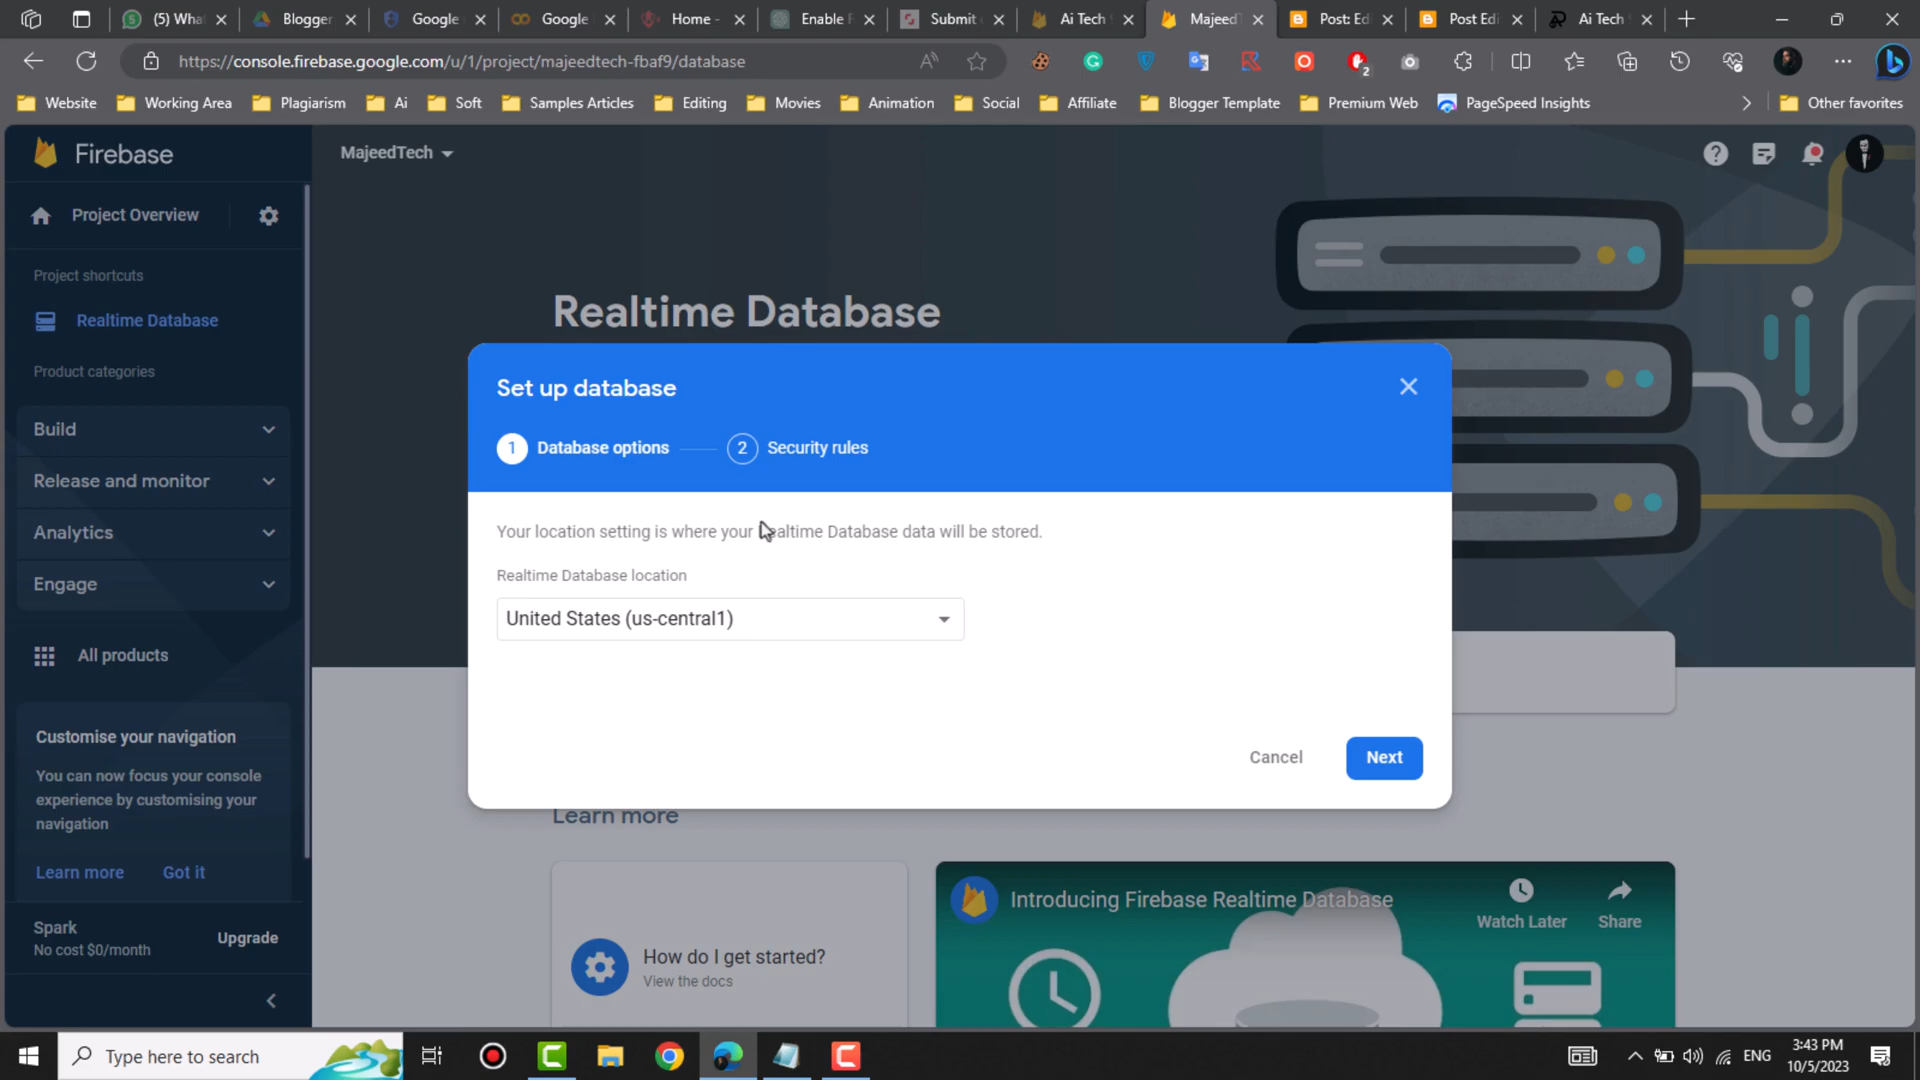 (5) Wha
Blogger
Google
Google
Home -
Enable F
Submit
Ai Tech
MajeedT
Post: Ed
Post Edi
Ai Tech
https://console.firebase.google.com/u/1/project/majeedtech-fbaf9/database
2
Website
Working Area
Plagiarism
Ai
Soft
Samples Articles
Editing
Movies
Animation
Social
Affiliate
Blogger Template
Premium Web
PageSpeed Insights
Other favorites
Firebase
MajeedTech
Project Overview
Project shortcuts
Realtime Database
Product categories
Build
Release and monitor
Analytics
Engage
All products
Customise your navigation
You can now focus your console
experience by customising your
navigation
Learn more
Got it
Spark
No cost $0/month
Upgrade
Realtime Database
Set up database
1 Database options
2 Security rules
Your location setting is where your Realtime Database data will be stored.
Realtime Database location
United States (us-central1)
Cancel
Next
Learn more
How do I get started?
View the docs
Introducing Firebase Realtime Database
Watch Later
Share
Type here to search
ENG
3:43 PM
10/5/2023